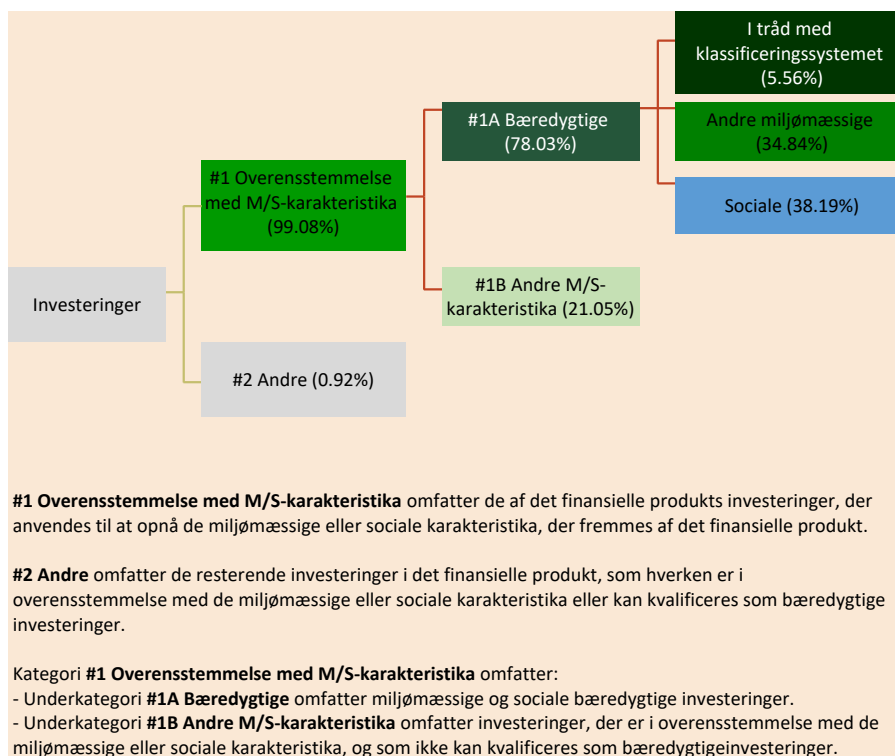 I tråd med
klassificeringssystemet
(5.56%)
#1A Bæredygtige
(78.03%)
Andre miljømæssige
(34.84%)
#1 Overensstemmelse
med M/S-karakteristika
(99.08%)
Sociale (38.19%)
Investeringer
#1B Andre M/S-
karakteristika (21.05%)
#2 Andre (0.92%)
#1 Overensstemmelse med M/S-karakteristika omfatter de af det finansielle produkts investeringer, der
anvendes til at opnå de miljømæssige eller sociale karakteristika, der fremmes af det finansielle produkt.
#2 Andre omfatter de resterende investeringer i det finansielle produkt, som hverken er i
overensstemmelse med de miljømæssige eller sociale karakteristika eller kan kvalificeres som bæredygtige
investeringer.
Kategori #1 Overensstemmelse med M/S-karakteristika omfatter:
- Underkategori #1A Bæredygtige omfatter miljømæssige og sociale bæredygtige investeringer.
- Underkategori #1B Andre M/S-karakteristika omfatter investeringer, der er i overensstemmelse med de
miljømæssige eller sociale karakteristika, og som ikke kan kvalificeres som bæredygtigeinvesteringer.